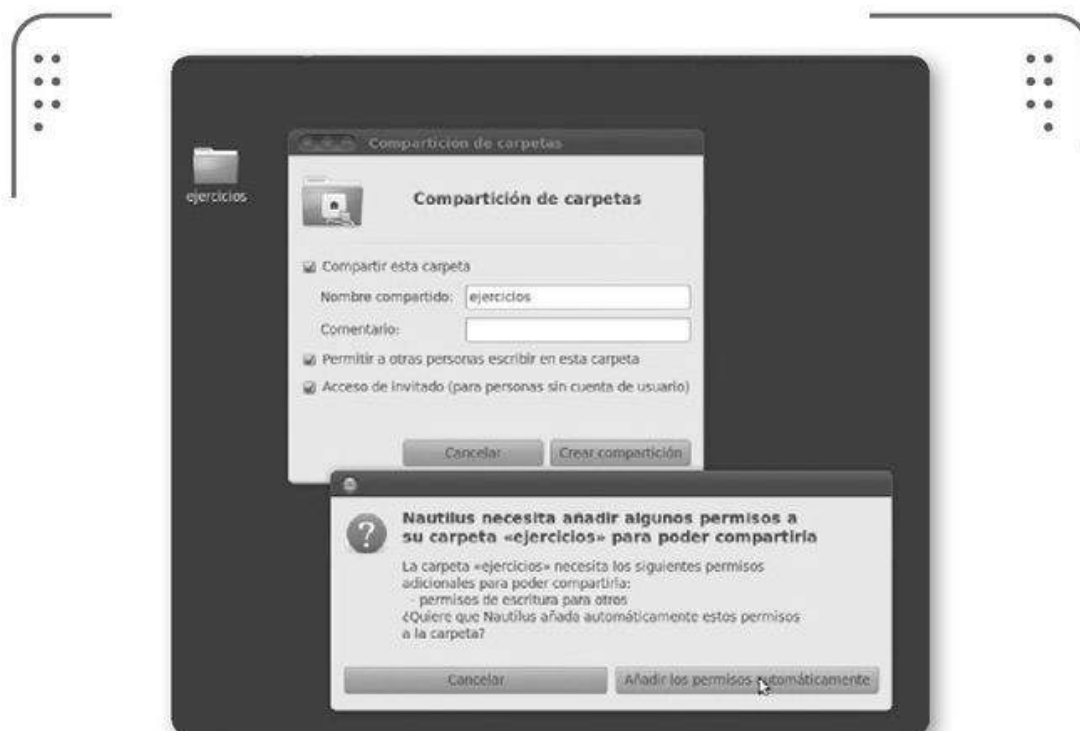 ejercicios
Compartición de carpetas
Compartición de carpetas
Compartir esta carpeta
Nombre compartido: ejercicios
Comentario:
Permitir a otras personas escribir en esta carpeta
Acceso de invitado (para personas sin cuenta de usuario)
Cancelar Crear compartición
Nautilus necesita añadir algunos permisos a
su carpeta «ejercicios» para poder compartirla
La carpeta «ejercicios» necesita los siguientes permisos
adicionales para poder compartirla:
- permisos de escritura para otros
¿Quiere que Nautilus añada automáticamente estos permisos
a la carpeta?
Cancelar Añadir los permisos automáticamente